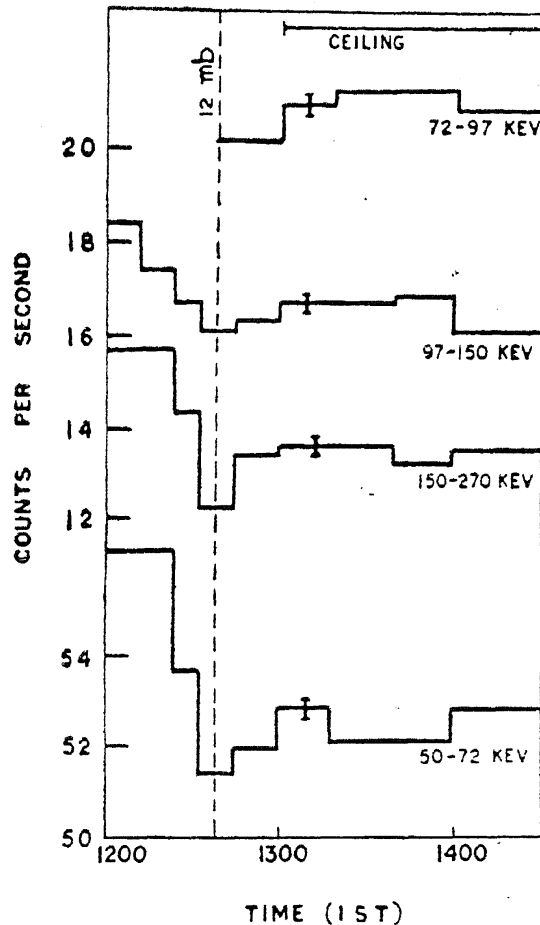 CEILING
12 mb
72-97 KEV
20
18
16
97-150 KEV
14
150-270 KEV
12
54
52
50-72 KEV
50
1200
1300
1400
COUNTS PER SECOND
TIME (IST)